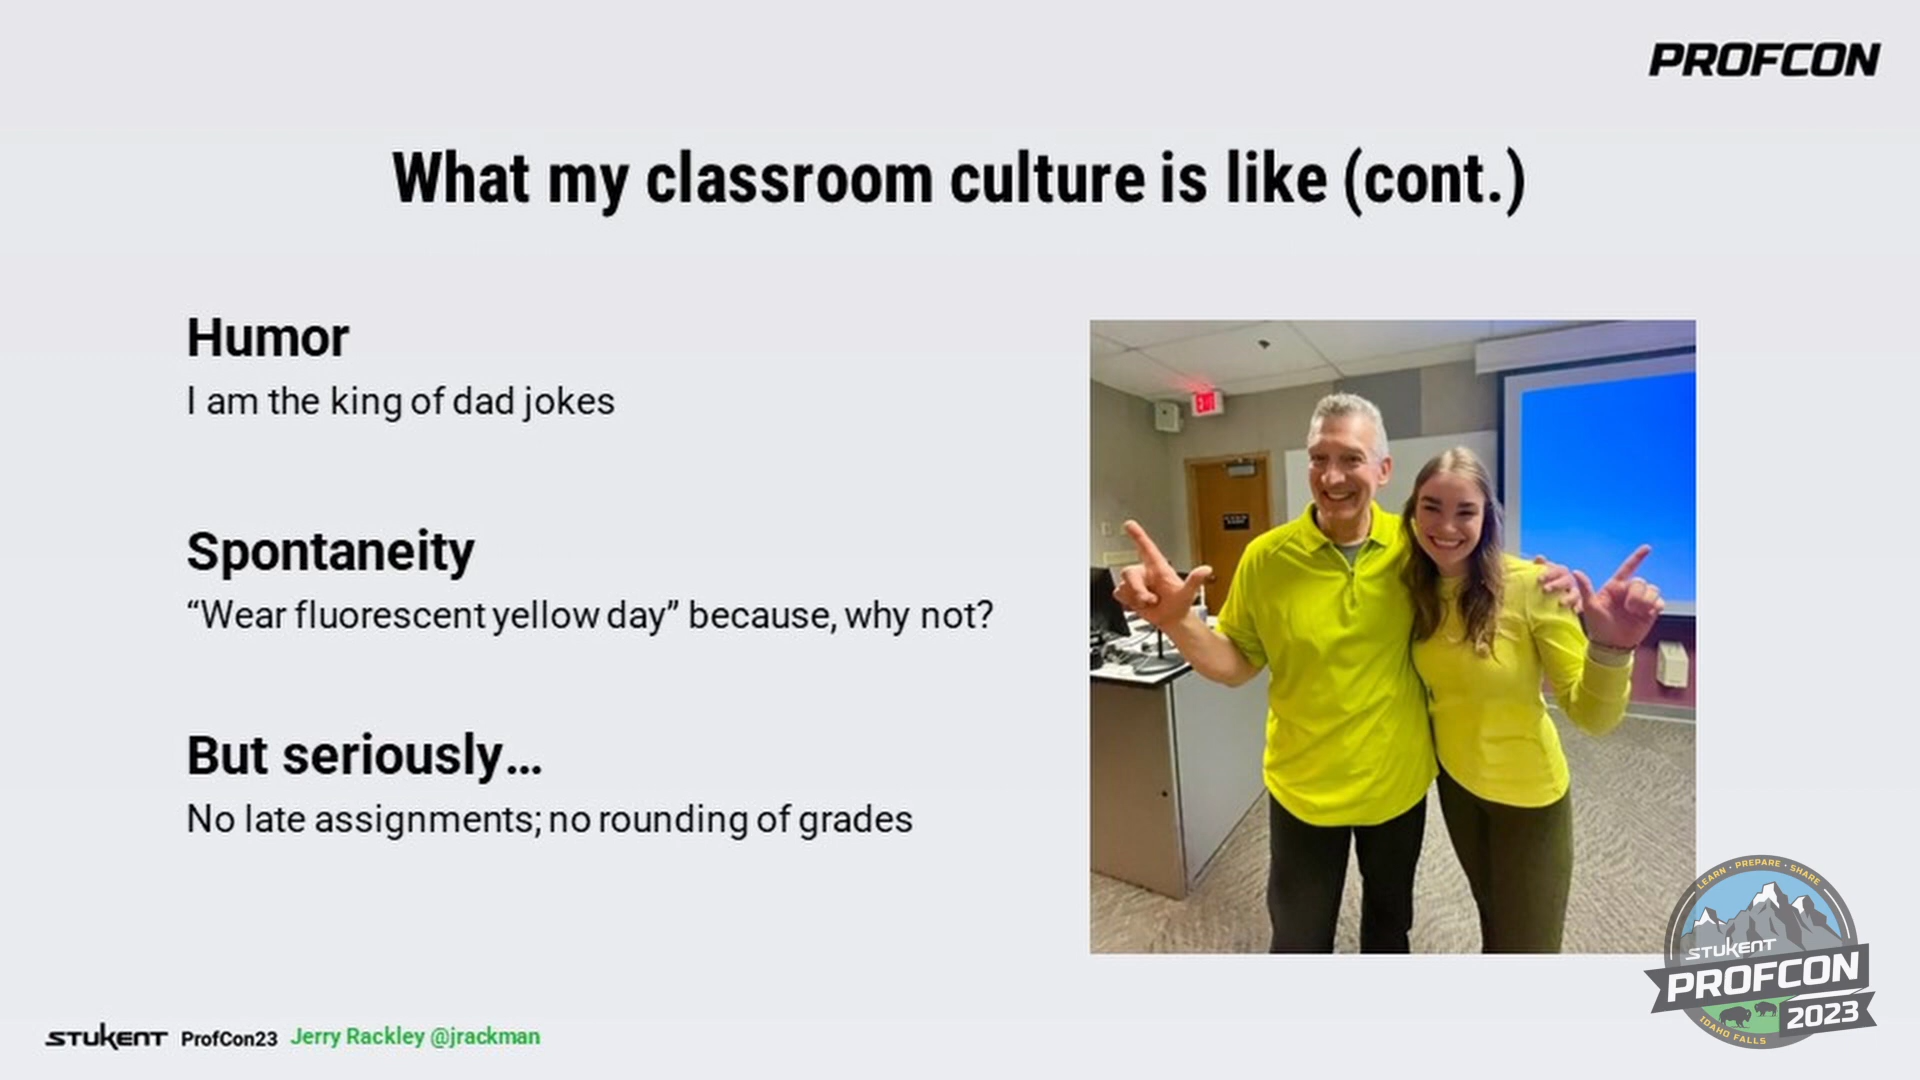 PROFCON
What my classroom culture is like (cont.)
Humor
I am the king of dad jokes
Spontaneity
“Wear fluorescent yellow day” because, why not?
But seriously…
No late assignments; no rounding of grades
EXIT
LEARN • PREPARE • SHARE
STUKENT
PROFCON
2023
IDAHO FALLS
STUKENT ProfCon23 Jerry Rackley @jrackman